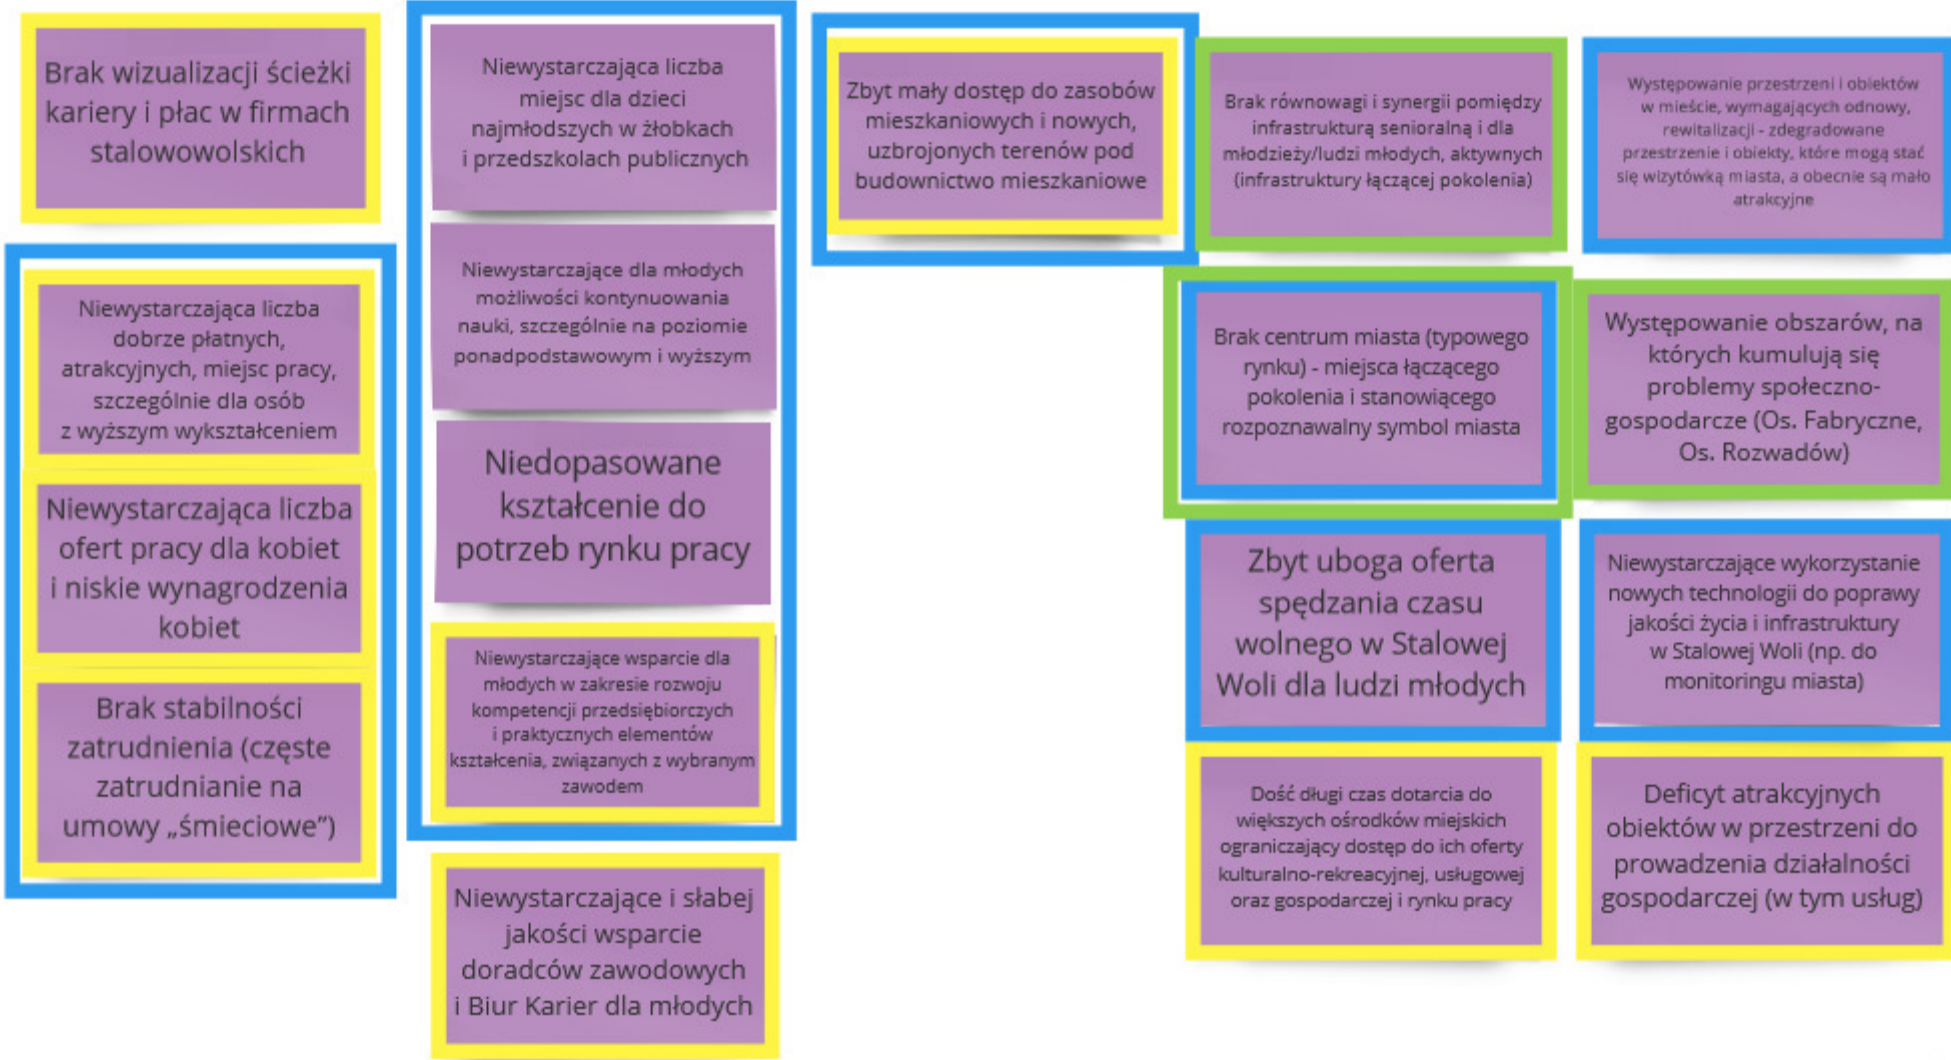 Brak wizualizacji ścieżki
kariery i płac w firmach
stalowowolskich
Niewystarczająca liczba
dobrze płatnych,
atrakcyjnych, miejsc pracy,
szczególnie dla osób
z wyższym wykształceniem
Niewystarczająca liczba
ofert pracy dla kobiet
i niskie wynagrodzenia
kobiet
Brak stabilności
zatrudnienia (częste
zatrudnianie na
umowy „śmieciowe”)
Niewystarczająca liczba
miejsc dla dzieci
najmłodszych w żłobkach
i przedszkolach publicznych
Niewystarczające dla młodych
możliwości kontynuowania
nauki, szczególnie na poziomie
ponadpodstawowym i wyższym
Niedopasowane
kształcenie do
potrzeb rynku pracy
Niewystarczające wsparcie dla
młodych w zakresie rozwoju
kompetencji przedsiębiorczych
i praktycznych elementów
kształcenia, związanych z wybranym
zawodem
Niewystarczające i słabej
jakości wsparcie
doradców zawodowych
i Biur Karier dla młodych
Zbyt mały dostęp do zasobów
mieszkaniowych i nowych,
uzbrojonych terenów pod
budownictwo mieszkaniowe
Brak równowagi i synergii pomiędzy
infrastrukturą senioralną i dla
młodzieży/ludzi młodych, aktywnych
(infrastruktury łączącej pokolenia)
Brak centrum miasta (typowego
rynku) - miejsca łączącego
pokolenia i stanowiącego
rozpoznawalny symbol miasta
Zbyt uboga oferta
spędzania czasu
wolnego w Stalowej
Woli dla ludzi młodych
Dość długi czas dotarcia do
większych ośrodków miejskich
ograniczający dostęp do ich oferty
kulturalno-rekreacyjnej, usługowej
oraz gospodarczej i rynku pracy
Występowanie przestrzeni i obiektów
w mieście, wymagających odnowy,
rewitalizacji - zdegradowane
przestrzenie i obiekty, które mogą stać
się wizytówką miasta, a obecnie są mało
atrakcyjne
Występowanie obszarów, na
których kumulują się
problemy społeczno-
gospodarcze (Os. Fabryczne,
Os. Rozwadów)
Niewystarczające wykorzystanie
nowych technologii do poprawy
jakości życia i infrastruktury
w Stalowej Woli (np. do
monitoringu miasta)
Deficyt atrakcyjnych
obiektów w przestrzeni do
prowadzenia działalności
gospodarczej (w tym usług)